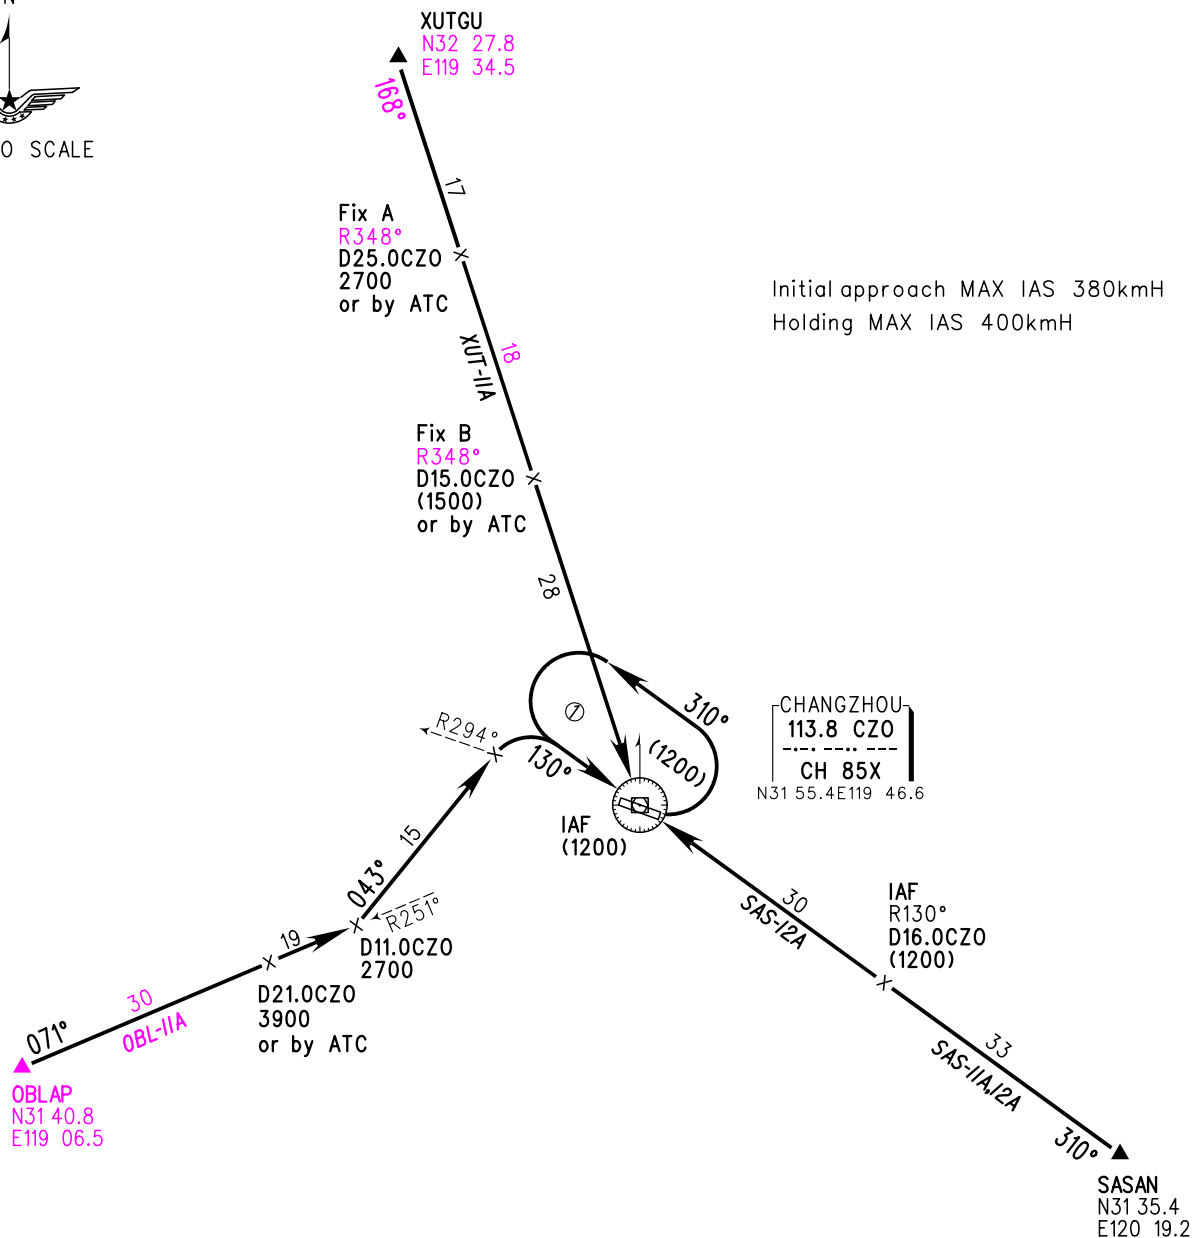 N
O SCALE
XUTGU
N32 27.8
E119 34.5
168°
17
Fix A
R348°
D25.0CZO
2700
or by ATC
Initial approach MAX IAS 380kmH
Holding MAX IAS 400kmH
XUT-11A
18
Fix B
R348°
D15.0CZO
(1500)
or by ATC
28
310°
①
(1200)
130°
R294°
CHANGZHOU
113.8 CZO
CH 85X
N31 55.4E119 46.6
IAF
(1200)
15
043°
R251°
D11.0CZO
2700
19
D21.0CZO
3900
or by ATC
30
OBL-11A
071°
OBLAP
N31 40.8
E119 06.5
30
SAS-12A
IAF
R130°
D16.0CZO
(1200)
33
SAS-11A,12A
310°
SASAN
N31 35.4
E120 19.2